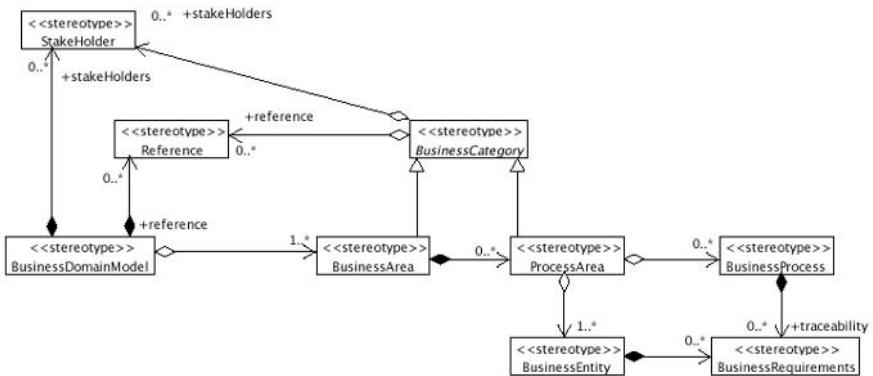 0..* +stakeHolders
<<stereotype>>
StakeHolder
0..*
+stakeHolders
+reference
<<stereotype>>
Reference
0..*
<<stereotype>>
BusinessCategory
0..*
+reference
<<stereotype>>
BusinessDomainModel
1..*
<<stereotype>>
BusinessArea
0..*
<<stereotype>>
ProcessArea
0..*
<<stereotype>>
BusinessProcess
1..*
0..* +traceability
<<stereotype>>
BusinessEntity
0..*
<<stereotype>>
BusinessRequirements